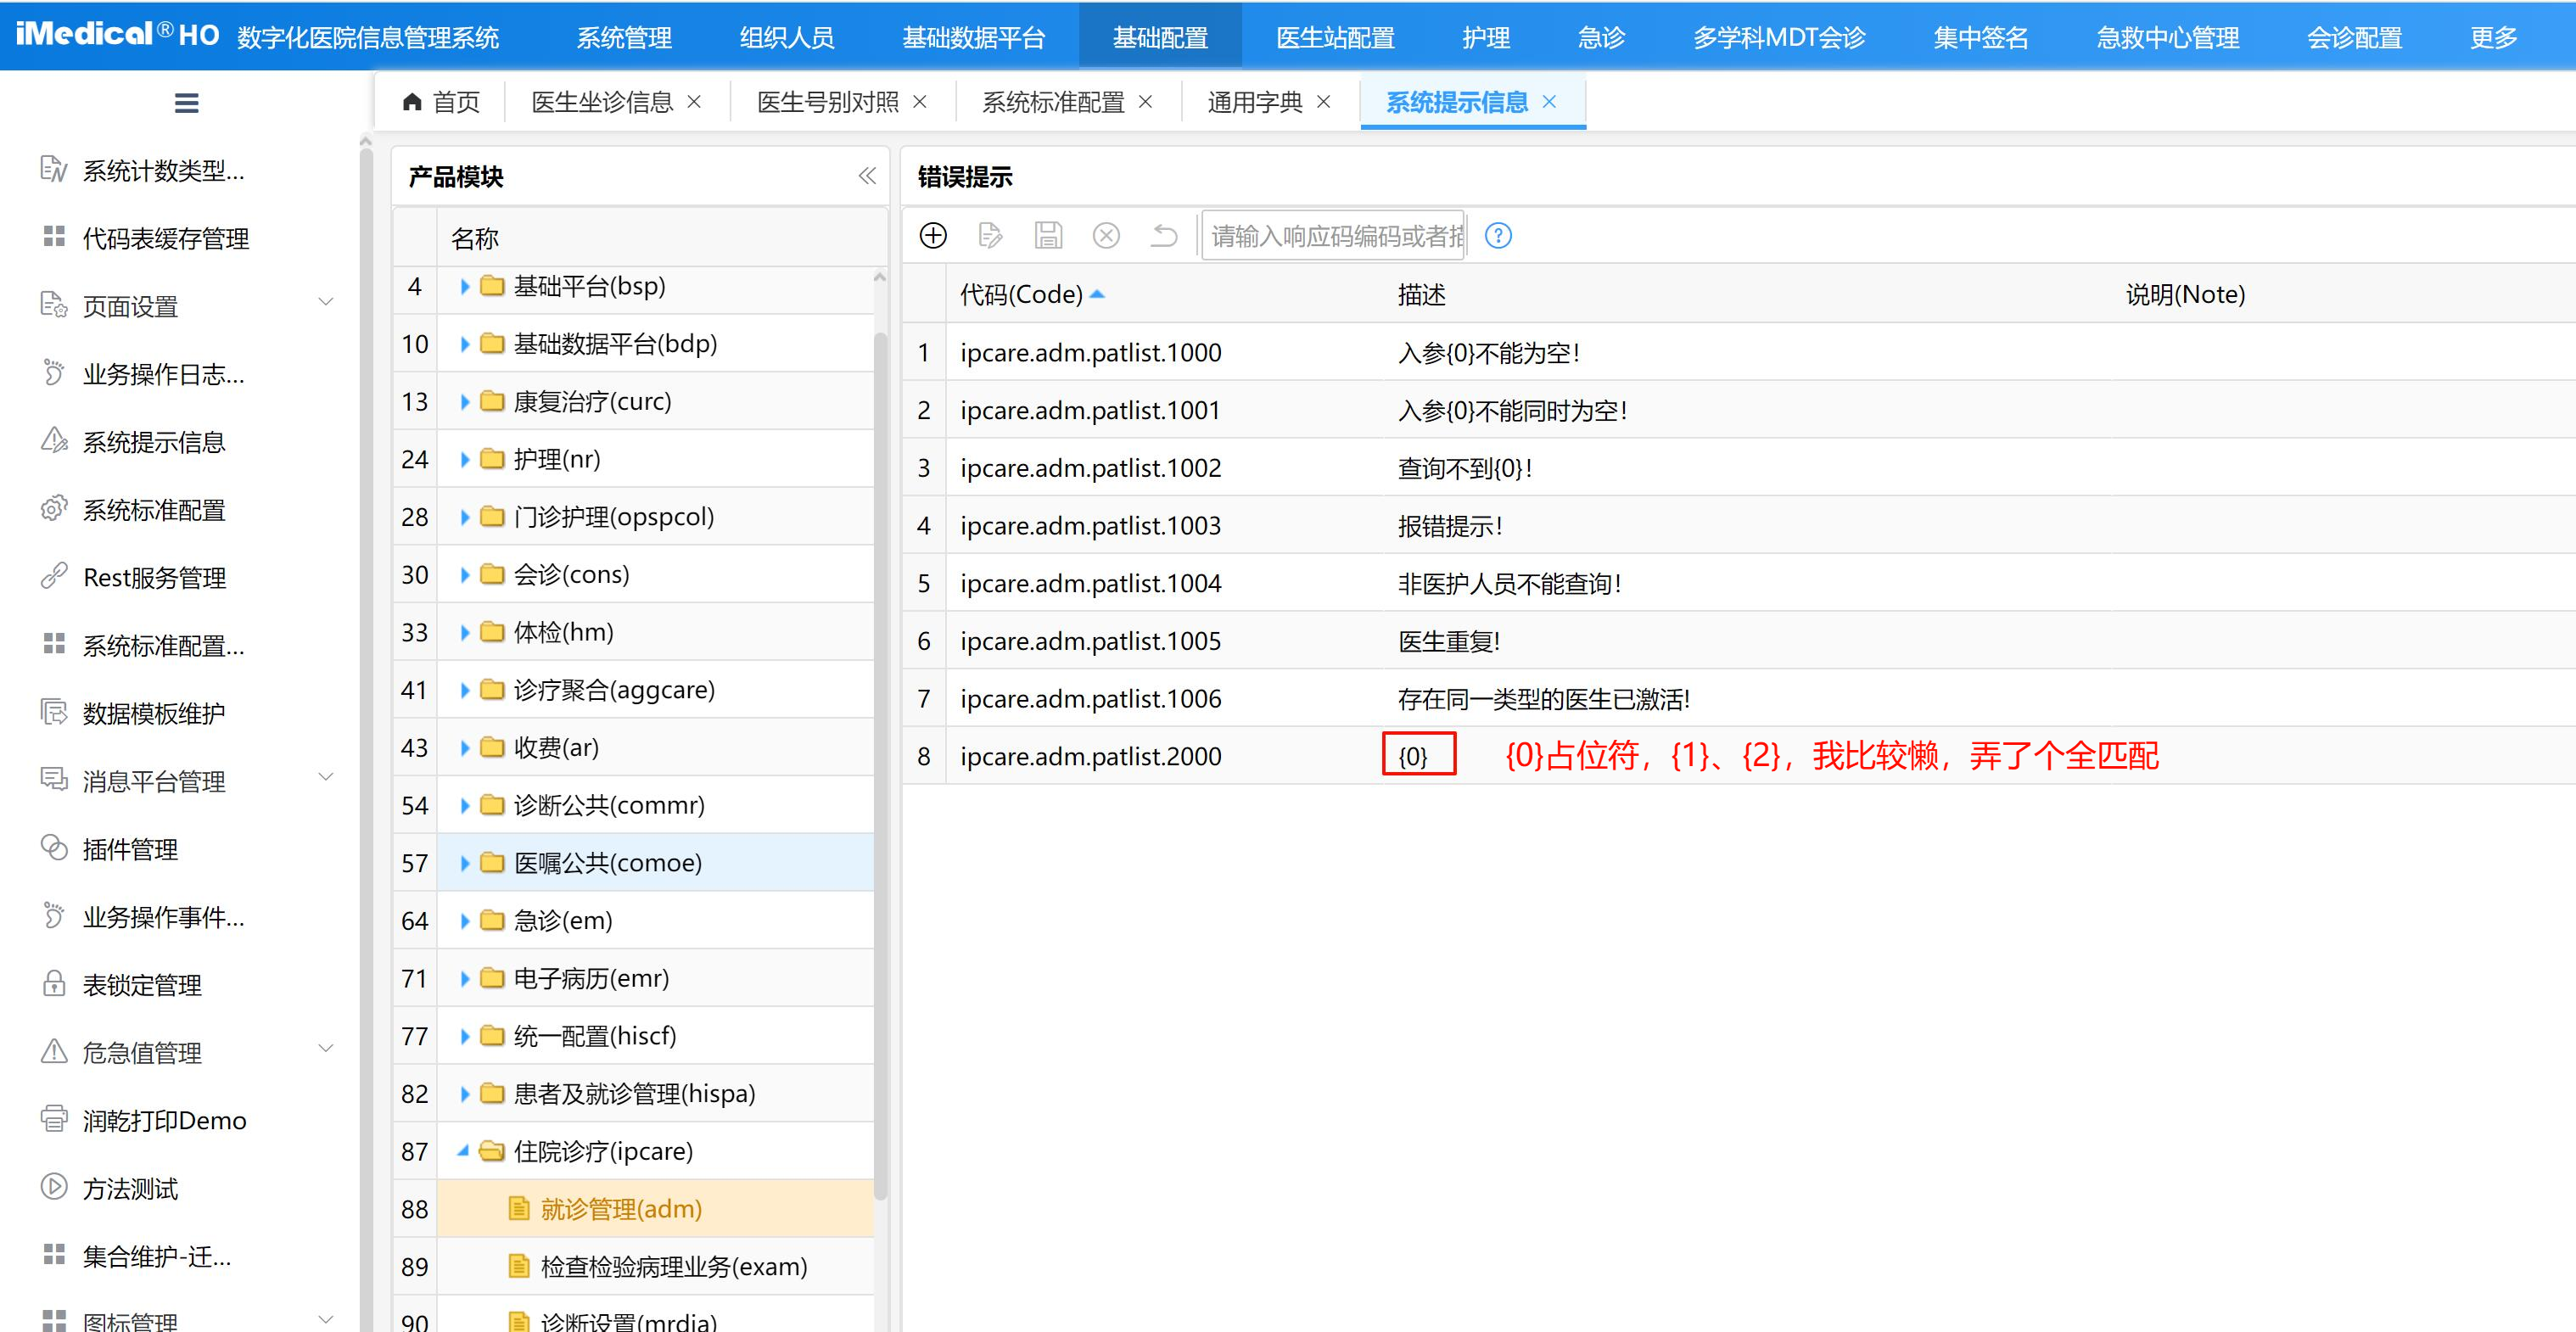 iMedical®HO 数字化医院信息管理系统 系统管理 组织人员 基础数据平台 基础配置 医生站配置 护理 急诊 多学科MDT会诊 集中签名 急救中心管理 会诊配置 更多
首页 医生坐诊信息 医生号别对照 系统标准配置 通用字典 系统提示信息
系统计数类型...
代码表缓存管理
页面设置
业务操作日志...
系统提示信息
系统标准配置
Rest服务管理
系统标准配置...
数据模板维护
消息平台管理
插件管理
业务操作事件...
表锁定管理
危急值管理
润乾打印Demo
方法测试
集合维护-迁...
图标管理
产品模块
名称
4 基础平台(bsp)
10 基础数据平台(bdp)
13 康复治疗(curc)
24 护理(nr)
28 门诊护理(opspcol)
30 会诊(cons)
33 体检(hm)
41 诊疗聚合(aggcare)
43 收费(ar)
54 诊断公共(commr)
57 医嘱公共(comoe)
64 急诊(em)
71 电子病历(emr)
77 统一配置(hiscf)
82 患者及就诊管理(hispa)
87 住院诊疗(ipcare)
88 就诊管理(adm)
89 检查检验病理业务(exam)
90 诊断设置(mrdia)
错误提示
请输入响应码编码或者描
代码(Code) 描述 说明(Note)
1 ipcare.adm.patlist.1000 入参{0}不能为空!
2 ipcare.adm.patlist.1001 入参{0}不能同时为空!
3 ipcare.adm.patlist.1002 查询不到{0}!
4 ipcare.adm.patlist.1003 报错提示!
5 ipcare.adm.patlist.1004 非医护人员不能查询!
6 ipcare.adm.patlist.1005 医生重复!
7 ipcare.adm.patlist.1006 存在同一类型的医生已激活!
8 ipcare.adm.patlist.2000 {0} {0}占位符，{1}、{2}，我比较懒，弄了个全匹配